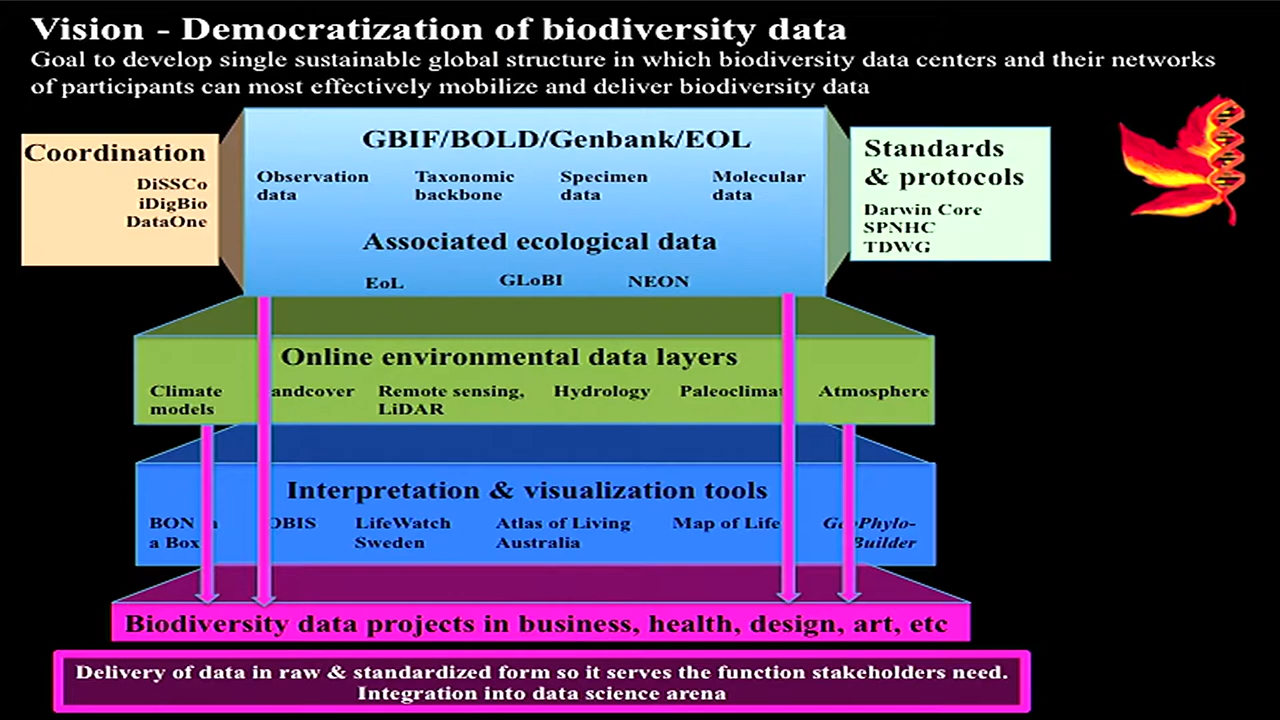 Vision - Democratization of biodiversity data
Goal to develop single sustainable global structure in which biodiversity data centers and their networks
of participants can most effectively mobilize and deliver biodiversity data
Coordination
DiSSCo
iDigBio
DataOne
GBIF/BOLD/Genbank/EOL
Observation data
Taxonomic backbone
Specimen data
Molecular data
Associated ecological data
EoL GLoBI NEON
Standards
& protocols
Darwin Core
SPNHC
TDWG
Online environmental data layers
Climate models
andcover
Remote sensing, LiDAR
Hydrology
Paleoclimat
Atmosphere
Interpretation & visualization tools
BON
a Box
OBIS
LifeWatch Sweden
Atlas of Living Australia
Map of Life
Phylo-
Builder
Biodiversity data projects in business, health, design, art, etc
Delivery of data in raw & standardized form so it serves the function stakeholders need.
Integration into data science arena